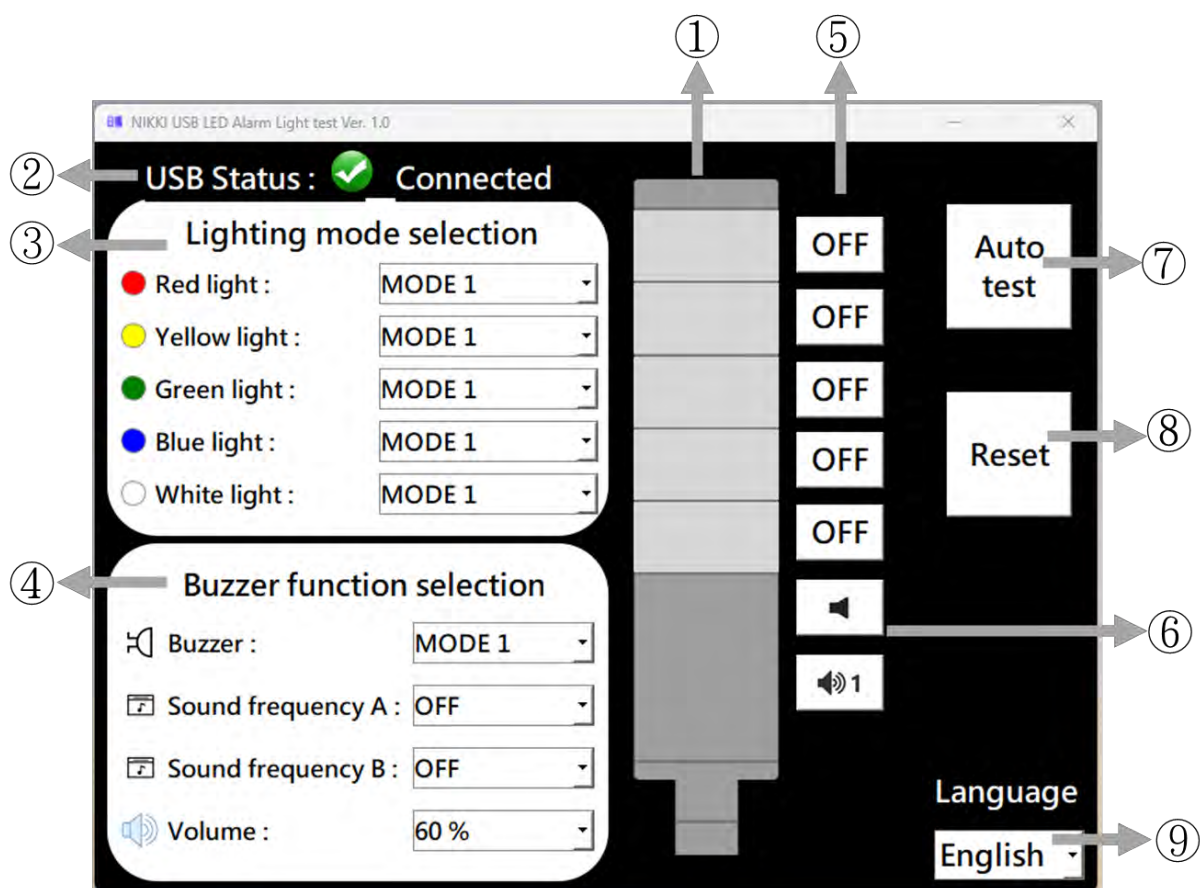 ① ⑤
NIKKI USB LED Alarm Light test Ver. 1.0
② USB Status : Connected
③ Lighting mode selection
Red light : MODE 1
Yellow light : MODE 1
Green light : MODE 1
Blue light : MODE 1
White light : MODE 1
④ Buzzer function selection
Buzzer : MODE 1
Sound frequency A : OFF
Sound frequency B : OFF
Volume : 60 %
OFF
OFF
OFF
OFF
OFF
1
⑥
Auto
test
⑦
Reset
⑧
Language
English
⑨